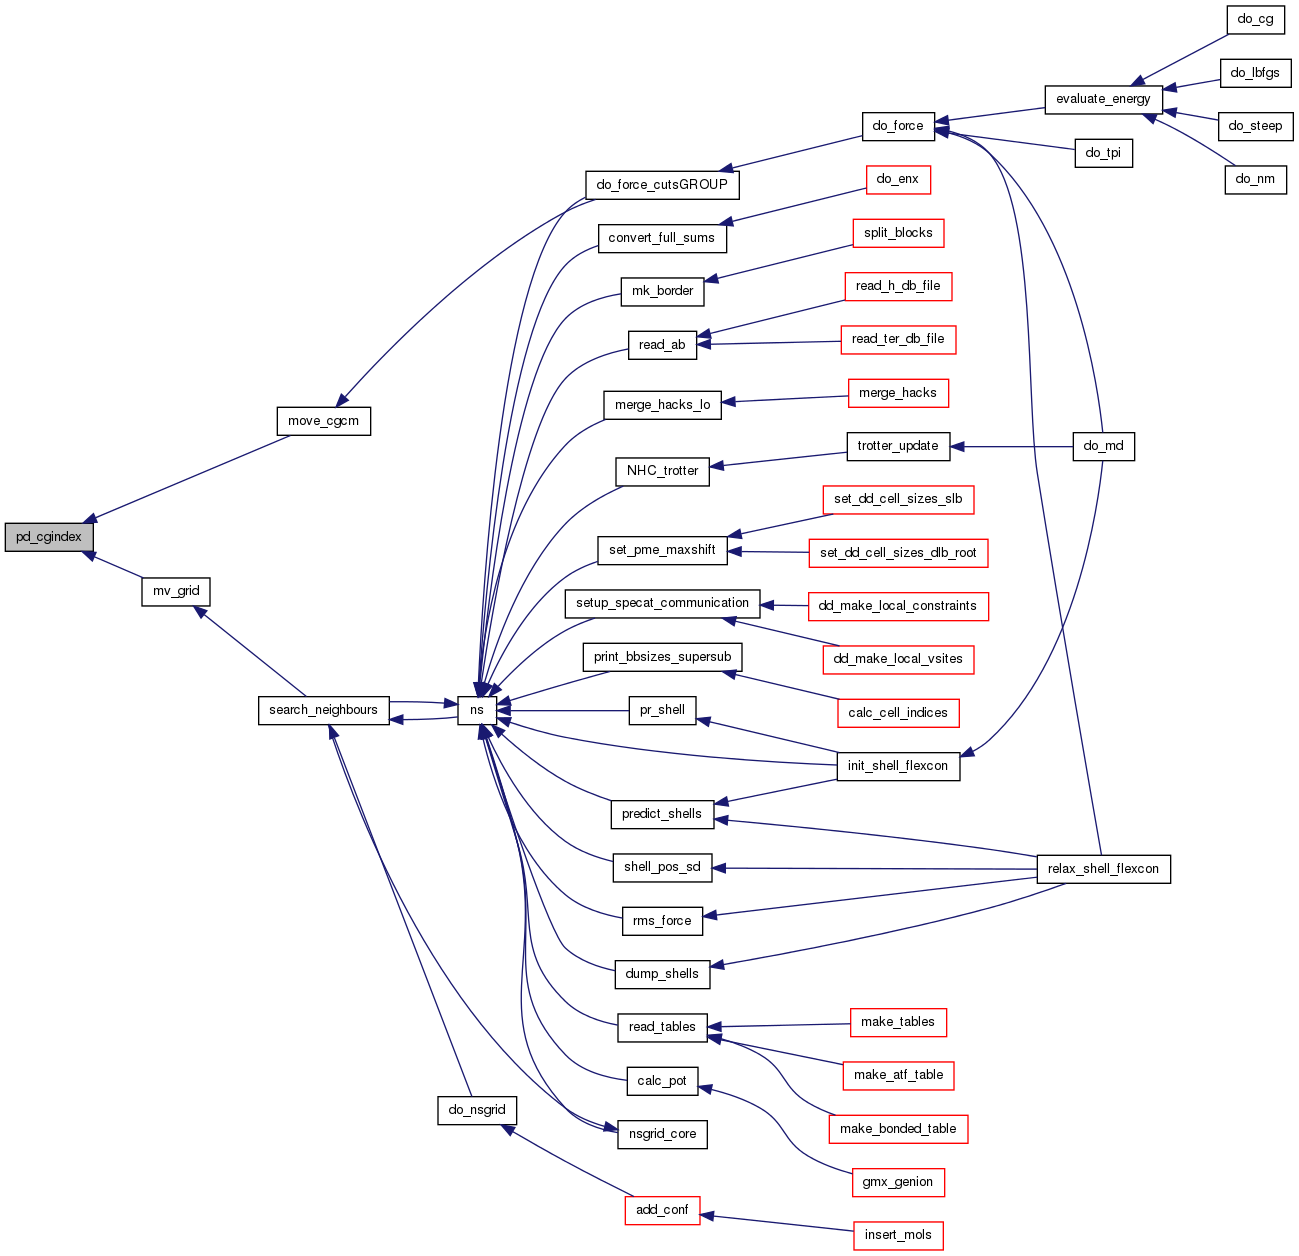 do_cg
do_lbfgs
evaluate_energy
do_force
do_steep
do_tpi
do_nm
do_force_cutsGROUP
do_enx
convert_full_sums
split_blocks
mk_border
read_h_db_file
read_ab
read_ter_db_file
merge_hacks_lo
merge_hacks
move_cgcm
trotter_update
do_md
NHC_trotter
set_dd_cell_sizes_slb
pd_cgindex
set_pme_maxshift
set_dd_cell_sizes_dlb_root
mv_grid
setup_specat_communication
dd_make_local_constraints
print_bbsizes_supersub
dd_make_local_vsites
search_neighbours
ns
pr_shell
calc_cell_indices
init_shell_flexcon
predict_shells
shell_pos_sd
relax_shell_flexcon
rms_force
dump_shells
read_tables
make_tables
calc_pot
make_atf_table
do_nsgrid
nsgrid_core
make_bonded_table
gmx_genion
add_conf
insert_mols